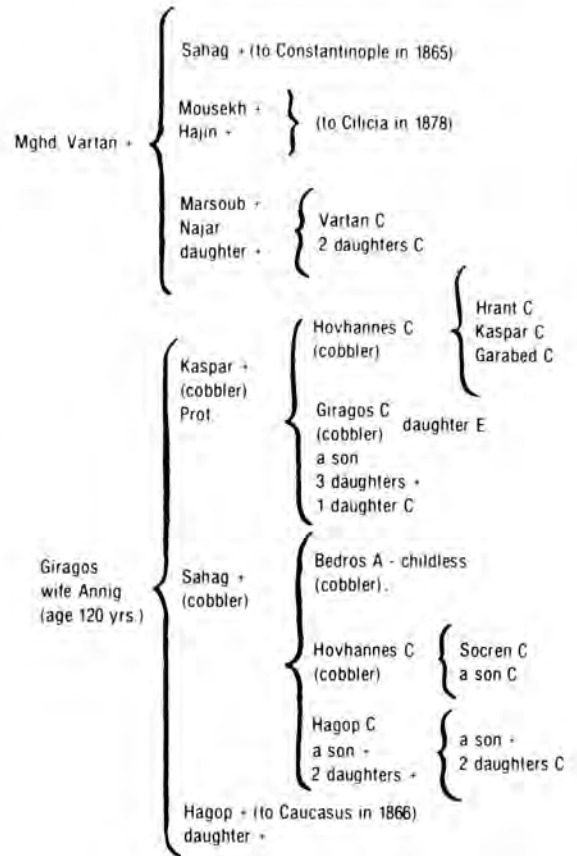 Sahag + (to Constantinople in 1865)
Mousekh +
Hajin +
(to Cilicia in 1878)
Mghd. Vartan +
Marsoub +
Najar
daughter +
Vartan C
2 daughters C
Kaspar +
(cobbler)
Prot.
Hovhannes C
(cobbler)
Hrant C
Kaspar C
Garabed C
Giragos C
(cobbler)
daughter E
a son
3 daughters +
1 daughter C
Giragos
wife Annig
(age 120 yrs.)
Sahag +
(cobbler)
Bedros A - childless
(cobbler).
Hovhannes C
(cobbler)
Socren C
a son C
Hagop C
a son +
2 daughters +
a son +
2 daughters C
Hagop + (to Caucasus in 1866)
daughter +